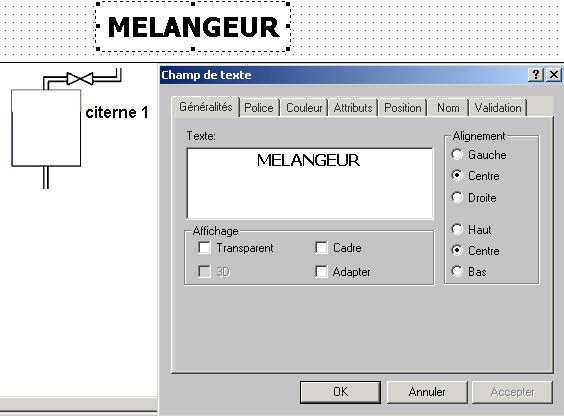 MELANGEUR
citerne 1
Champ de texte
Généralités Police Couleur Attributs Position Nom Validation
Texte:
MELANGEUR
Alignement
Gauche
Centre
Droite
Haut
Centre
Bas
Affichage
Transparent Cadre
3D Adapter
OK Annuler Accepter